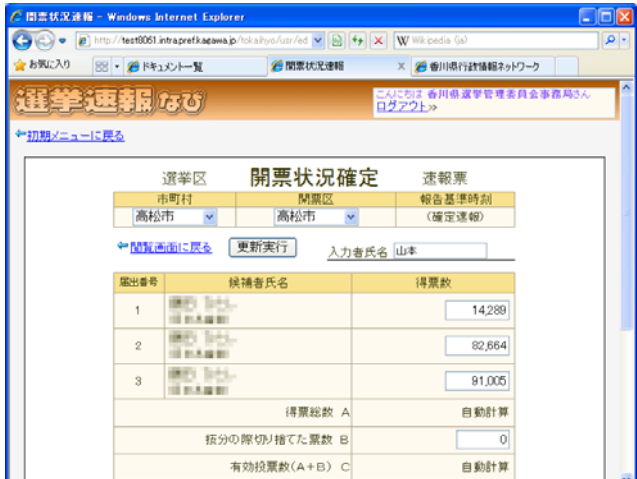 開票状況速報 - Windows Internet Explorer
http://test8061.intra.pref.kagawa.jp/tokaihyo/usr/ed
Wikipedia (ja)
お気に入り
ドキュメント一覧
開票状況速報
香川県行政情報ネットワーク
選挙速報なび
こんにちは 香川県選挙管理委員会事務局さん
ログアウト»
初期メニューに戻る
選挙区 開票状況確定 速報票
市町村 開票区 報告基準時刻
高松市 高松市 (確定速報)
閲覧画面に戻る 更新実行 入力者氏名 山本
届出番号 候補者氏名 得票数
1 14,289
2 82,664
3 91,005
得票総数 A 自動計算
按分の際切り捨てた票数 B 0
有効投票数(A+B) C 自動計算